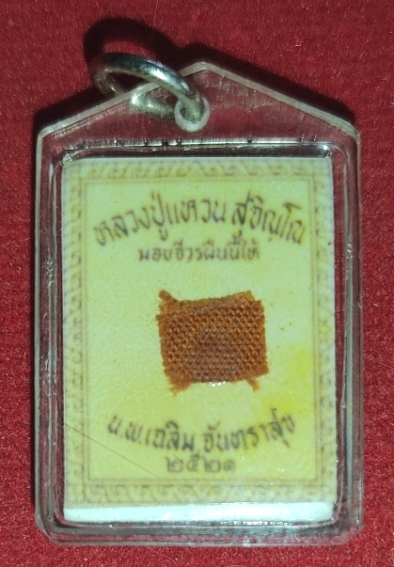 หลวงปู่แหวน สุจิณโณ
มอบจีวรผืนนี้ให้
น.พ.เฉลิม จันทราสุข
๒๕๒๑